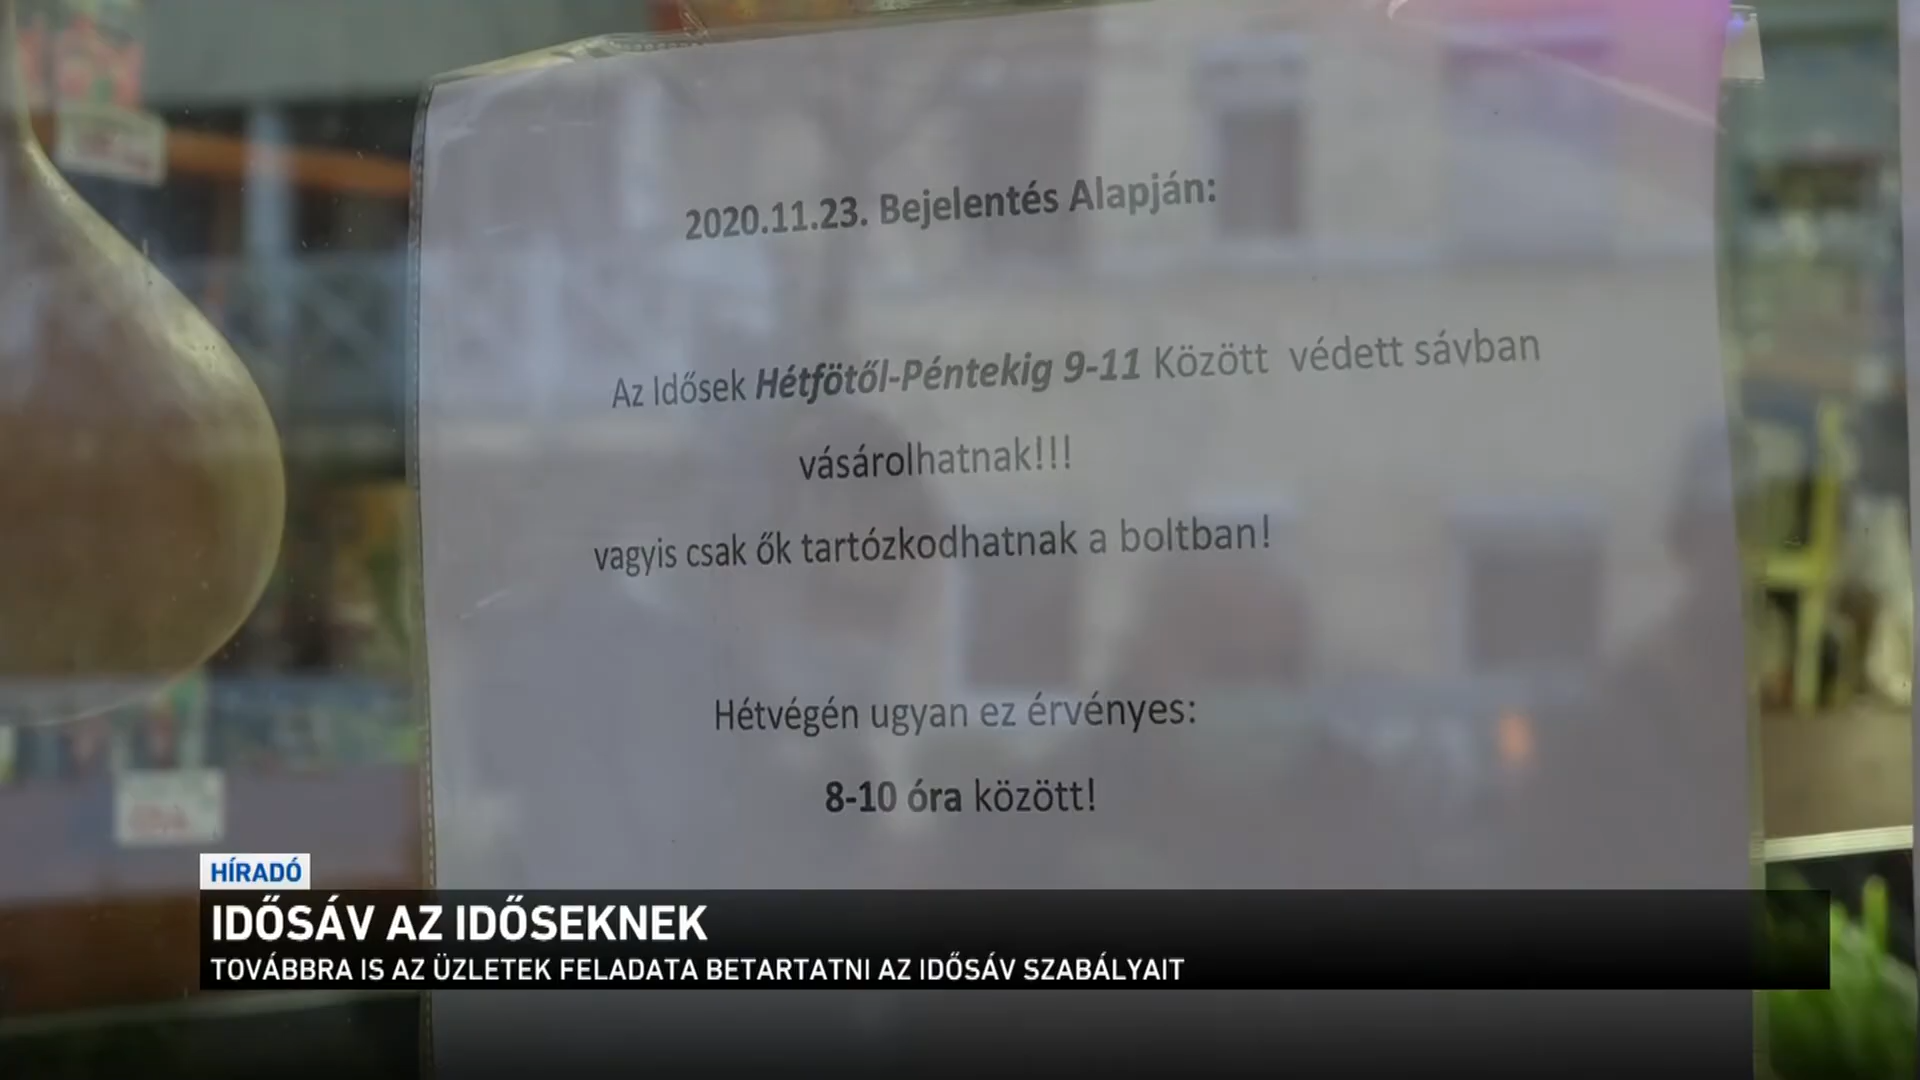 2020.11.23. Bejelentés Alapján:
Az Idősek Hétfötől-Péntekig 9-11 Között védett sávban
vásárolhatnak!!!
vagyis csak ők tartózkodhatnak a boltban!
Hétvégén ugyan ez érvényes:
8-10 óra között!
HÍRADÓ
IDŐSÁV AZ IDŐSEKNEK
TOVÁBBRA IS AZ ÜZLETEK FELADATA BETARTATNI AZ IDŐSÁV SZABÁLYAIT